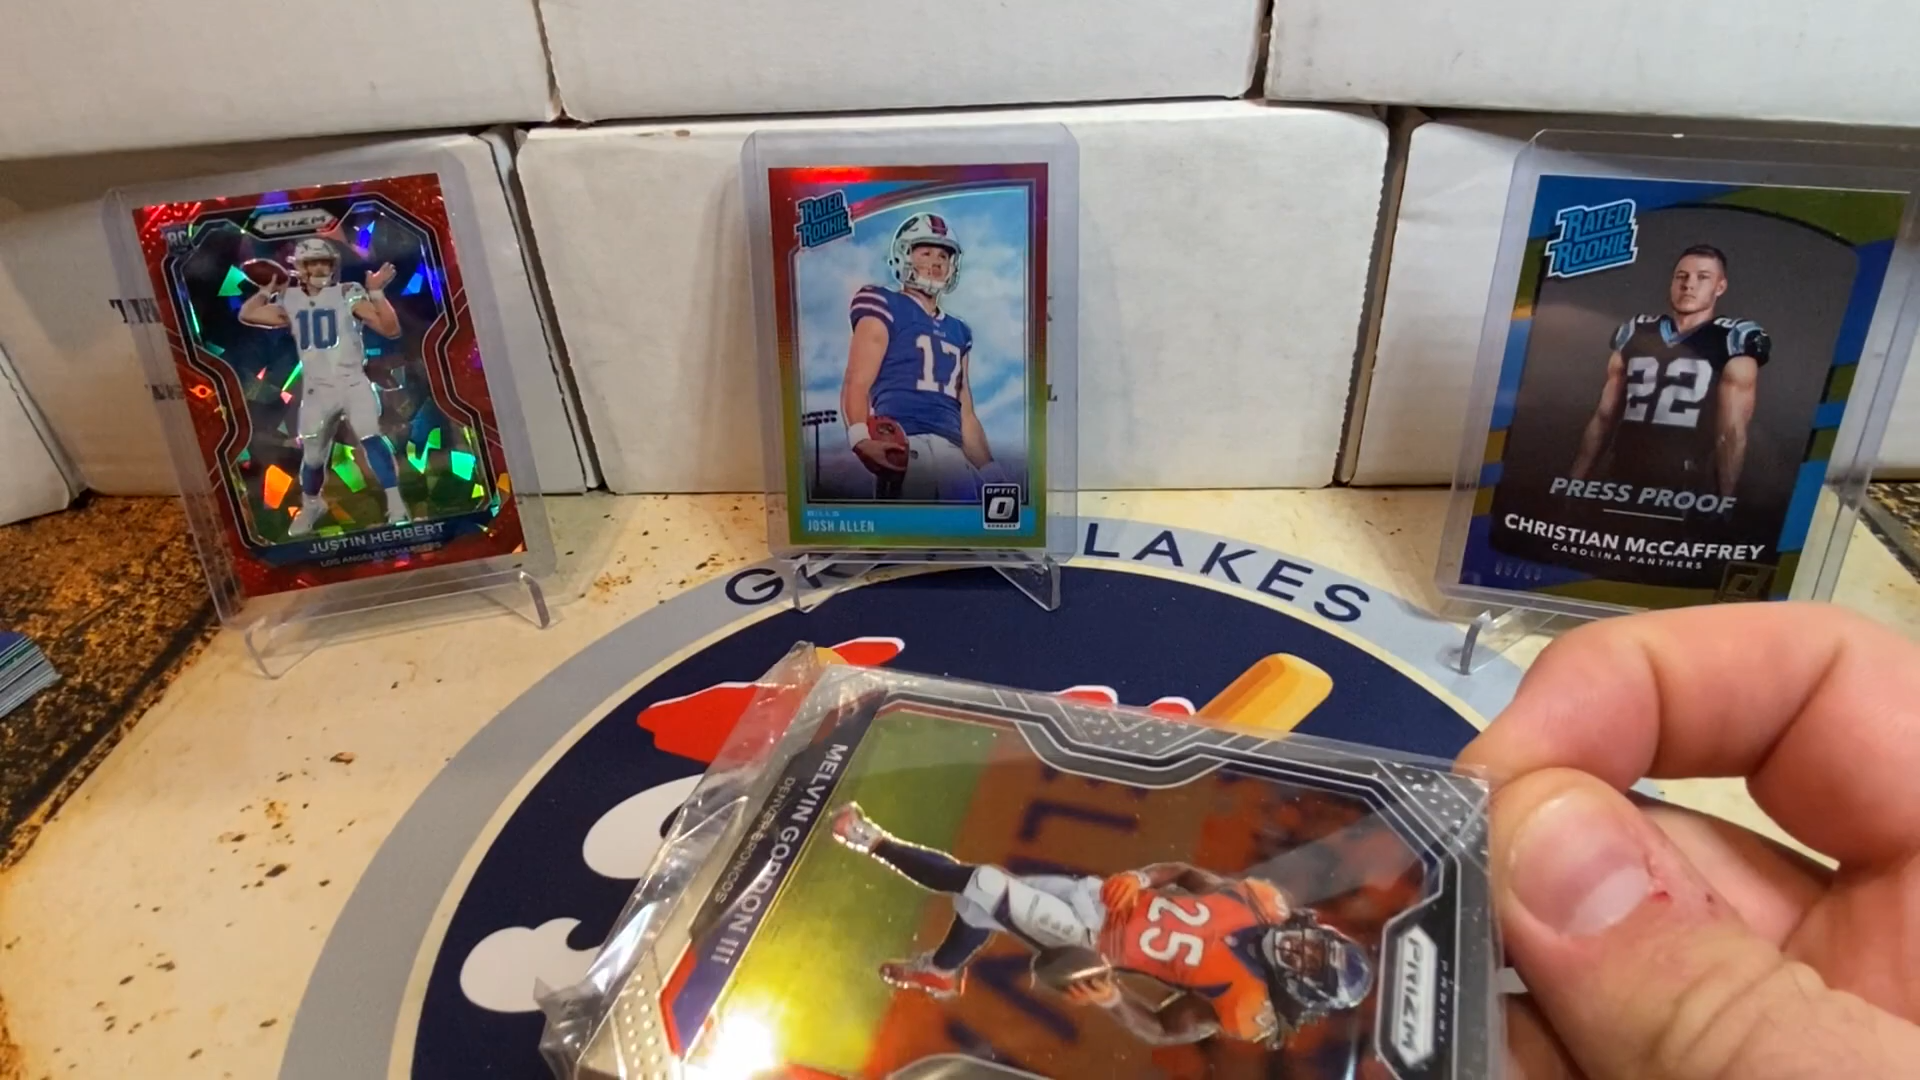 RC
PRIZM
10
JUSTIN HERBERT
LOS ANGELES CHARGERS
RATED
ROOKIE
17
OPTIC
BILLS
JOSH ALLEN
RATED
ROOKIE
22
PRESS PROOF
CHRISTIAN McCAFFREY
CAROLINA PANTHERS
GREAT LAKES
MELVIN GORDON III
DENVER BRONCOS
25
PRIZM